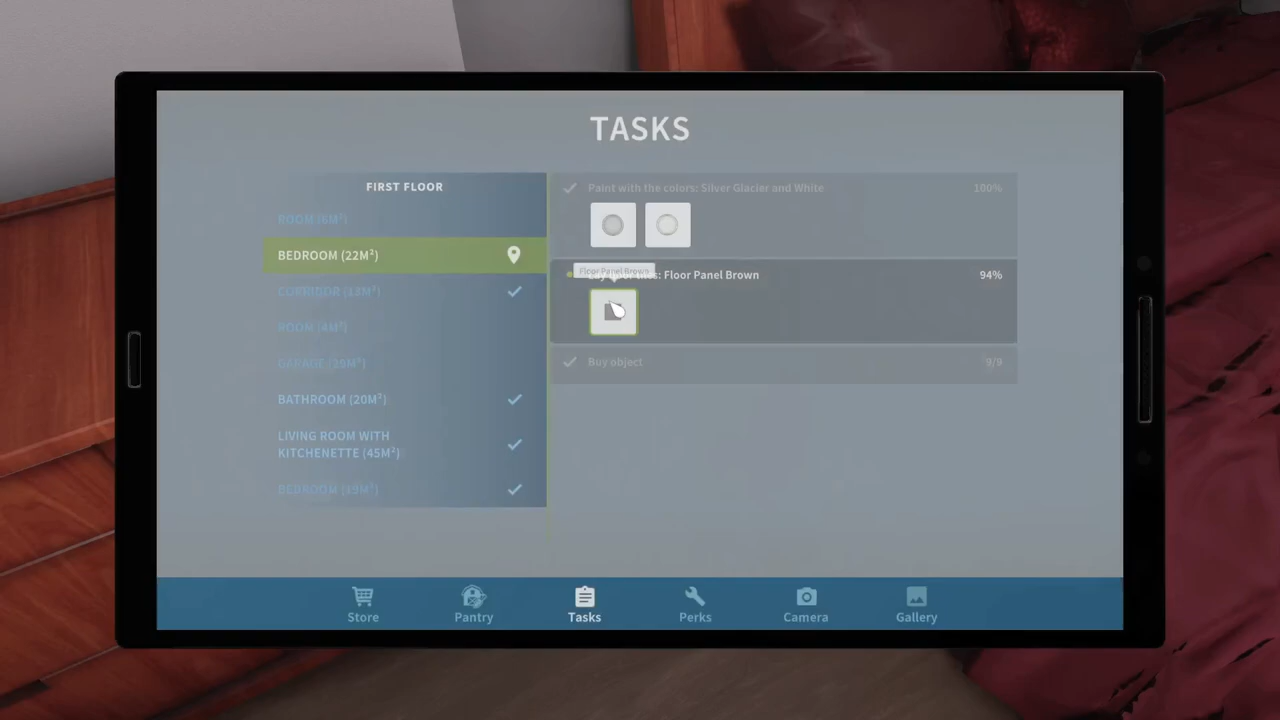 TASKS
FIRST FLOOR
ROOM (6M²)
BEDROOM (22M²)
CORRIDOR (13M²)
ROOM (4M²)
BATHROOM (20M²)
LIVING ROOM WITH
KITCHENETTE (45M²)
BEDROOM (19M²)
Paint with the colors: Silver Glacier and White 100%
Floor Panel Brown
: Floor Panel Brown 94%
Buy object 9/9
Store
Pantry
Tasks
Perks
Camera
Gallery